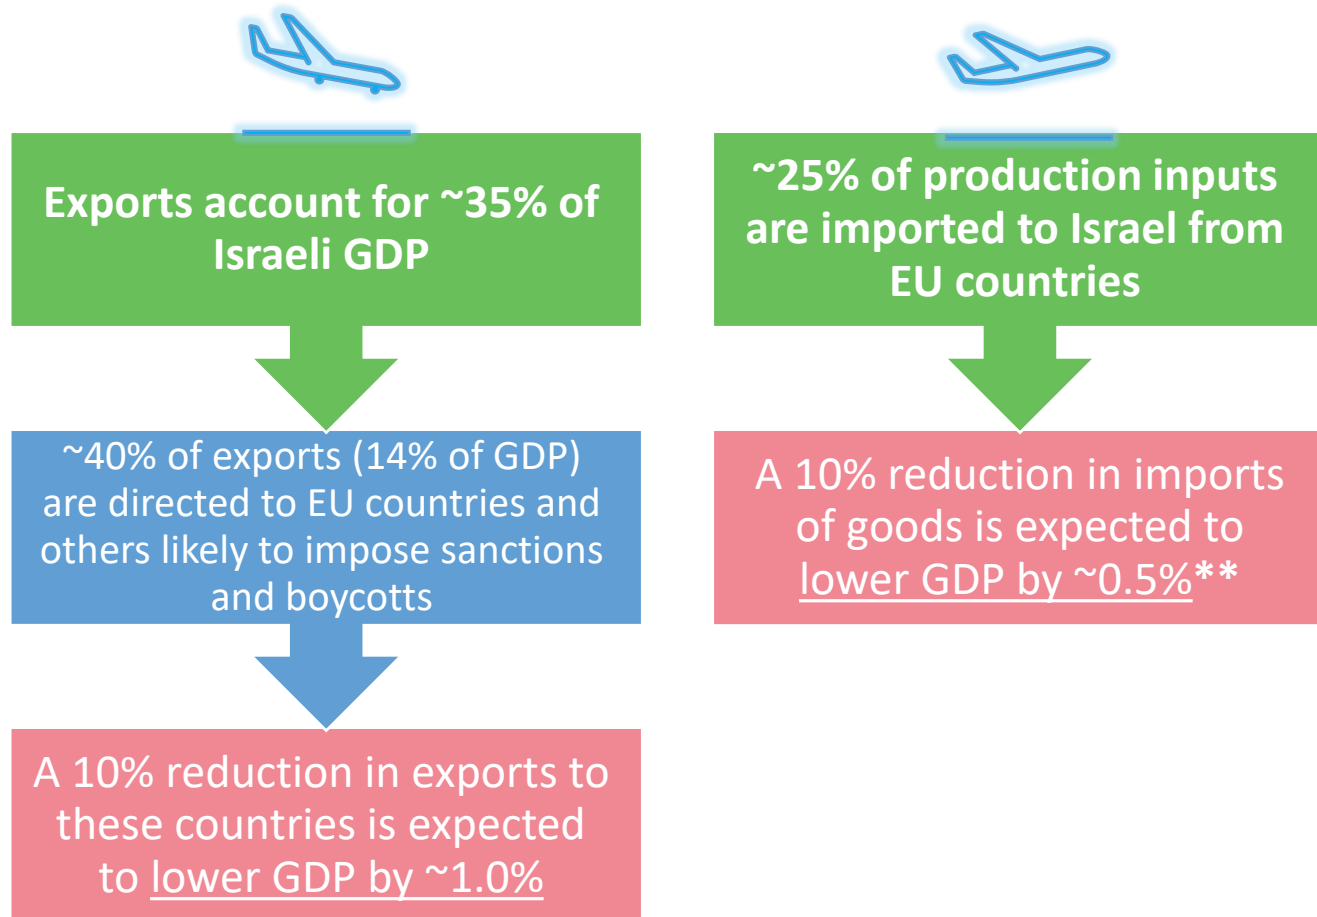 Exports account for ~35% of
Israeli GDP
~40% of exports (14% of GDP)
are directed to EU countries and
others likely to impose sanctions
and boycotts
A 10% reduction in exports to
these countries is expected
to lower GDP by ~1.0%
~25% of production inputs
are imported to Israel from
EU countries
A 10% reduction in imports
of goods is expected to
lower GDP by ~0.5%**